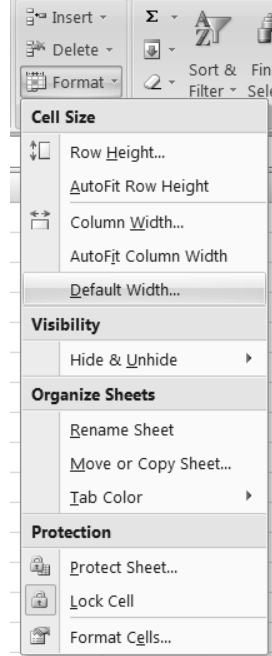 Insert
Σ
Delete
Format
A
Z
Sort & Fin
Filter Sele
Cell Size
Row Height...
AutoFit Row Height
Column Width...
AutoFit Column Width
Default Width...
Visibility
Hide & Unhide
Organize Sheets
Rename Sheet
Move or Copy Sheet...
Tab Color
Protection
Protect Sheet...
Lock Cell
Format Cells...